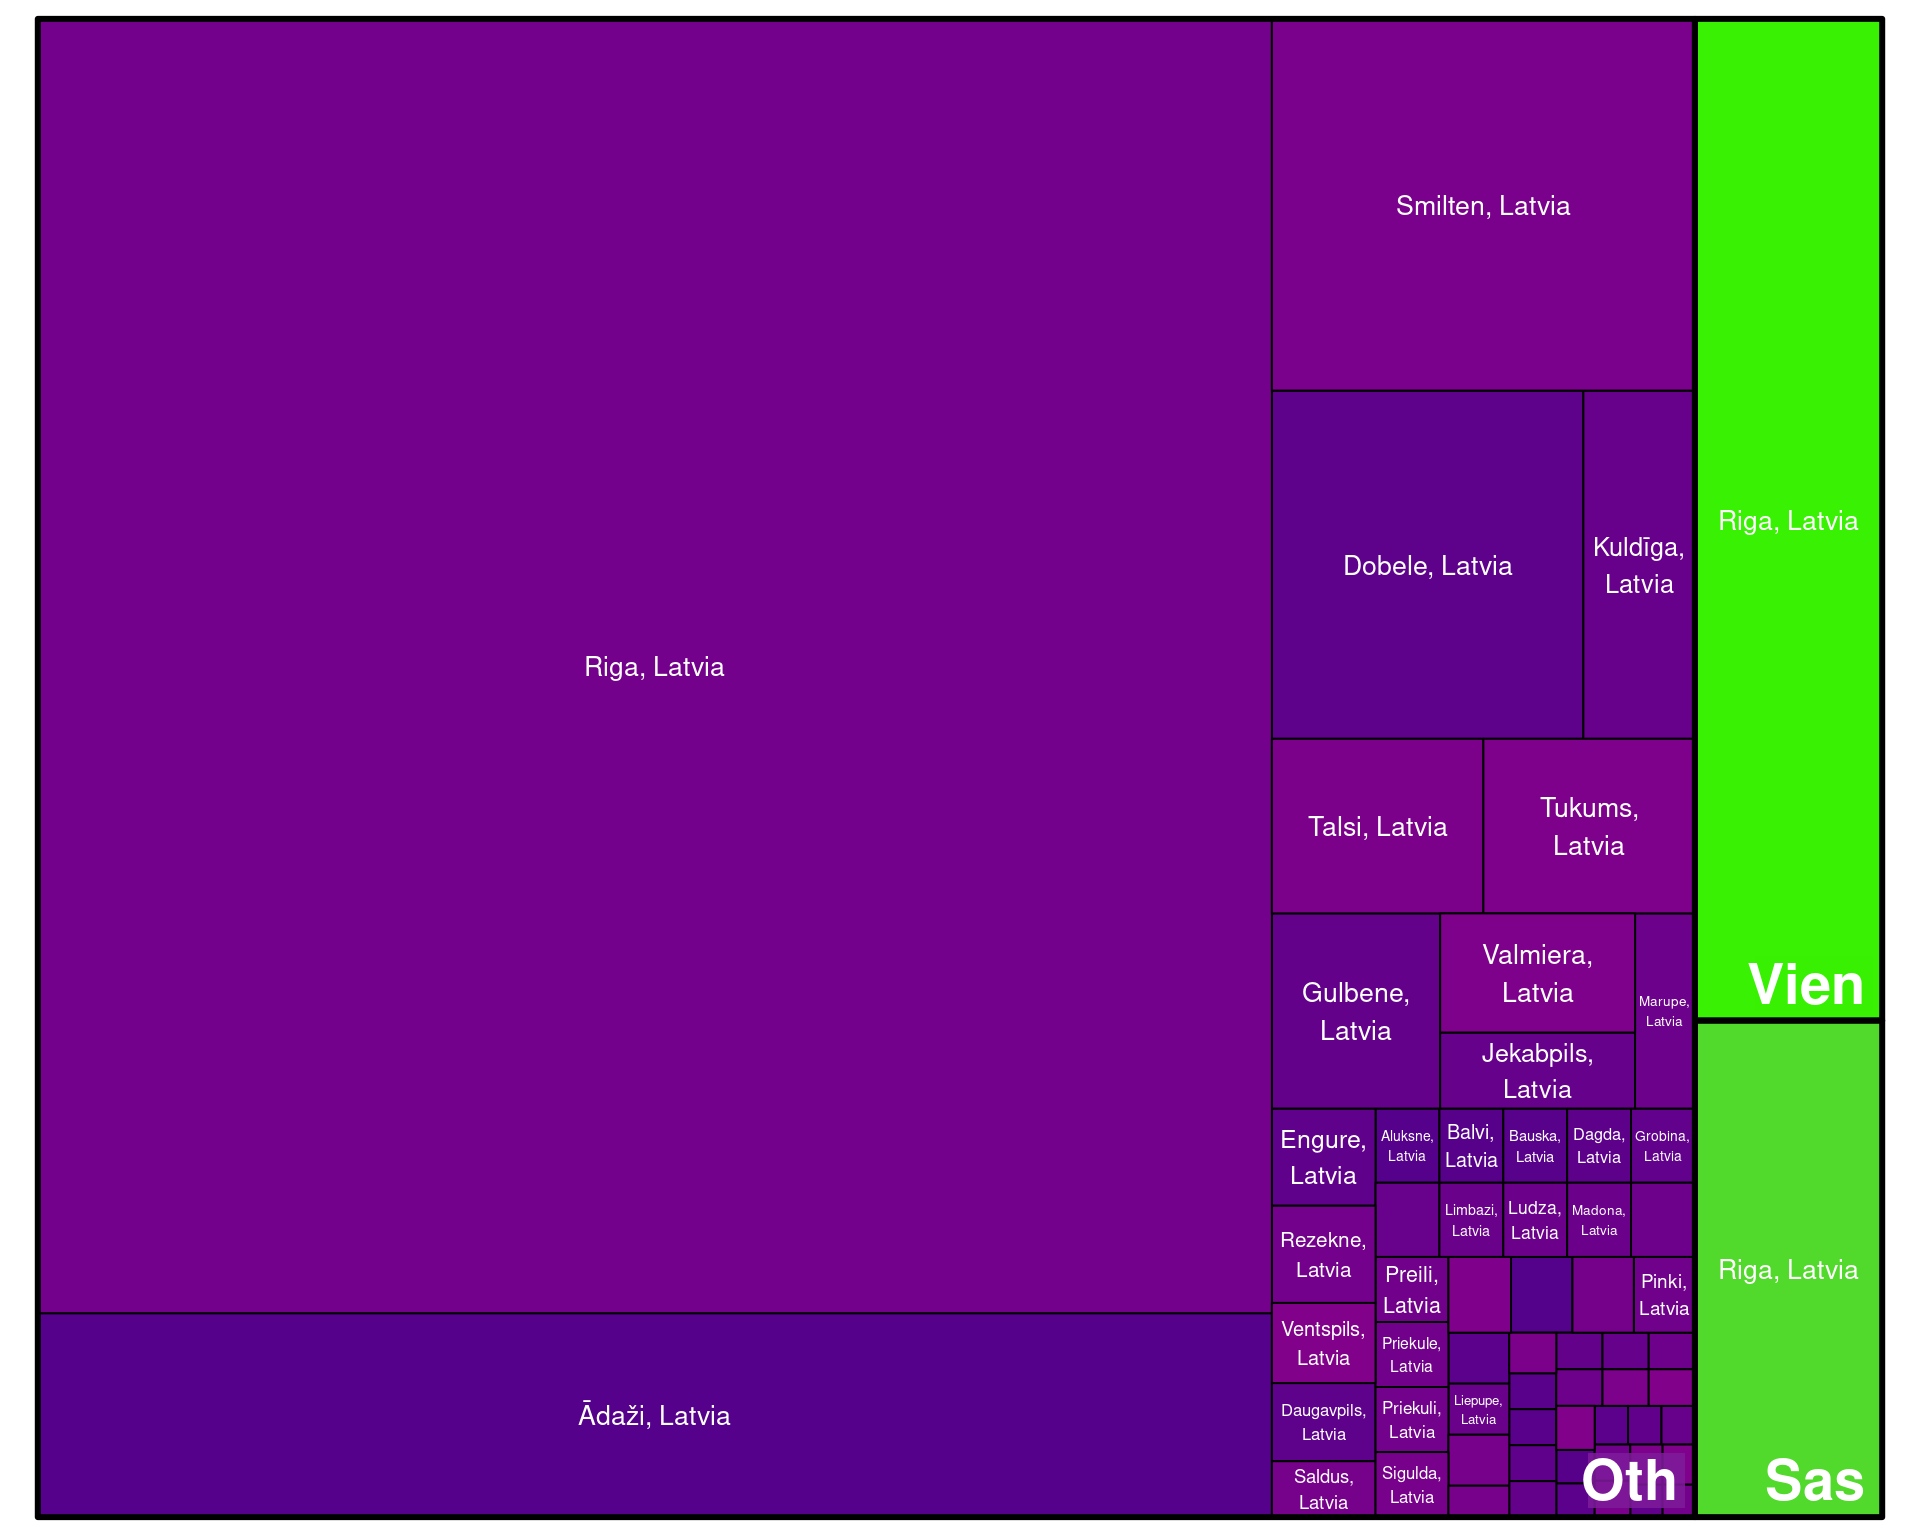 Riga, Latvia
Ādaži, Latvia
Smilten, Latvia
Dobele, Latvia
Kuldīga,
Latvia
Talsi, Latvia
Tukums,
Latvia
Gulbene,
Latvia
Valmiera,
Latvia
Jekabpils,
Latvia
Marupe,
Latvia
Engure,
Latvia
Rezekne,
Latvia
Ventspils,
Latvia
Daugavpils,
Latvia
Saldus,
Latvia
Aluksne,
Latvia
Balvi,
Latvia
Bauska,
Latvia
Dagda,
Latvia
Grobina,
Latvia
Limbazi,
Latvia
Ludza,
Latvia
Madona,
Latvia
Preili,
Latvia
Priekule,
Latvia
Priekuli,
Latvia
Sigulda,
Latvia
Pinki,
Latvia
Liepupe,
Latvia
Oth
Riga, Latvia
Vien
Riga, Latvia
Sas